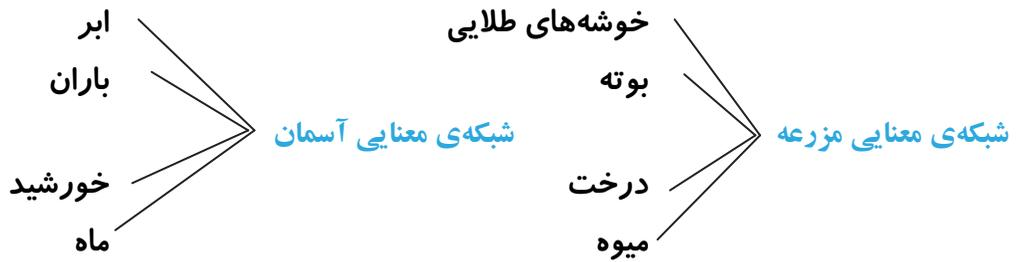 شبکه‌ی معنایی مزرعه
خوشه‌های طلایی
بوته
درخت
میوه
شبکه‌ی معنایی آسمان
ابر
باران
خورشید
ماه